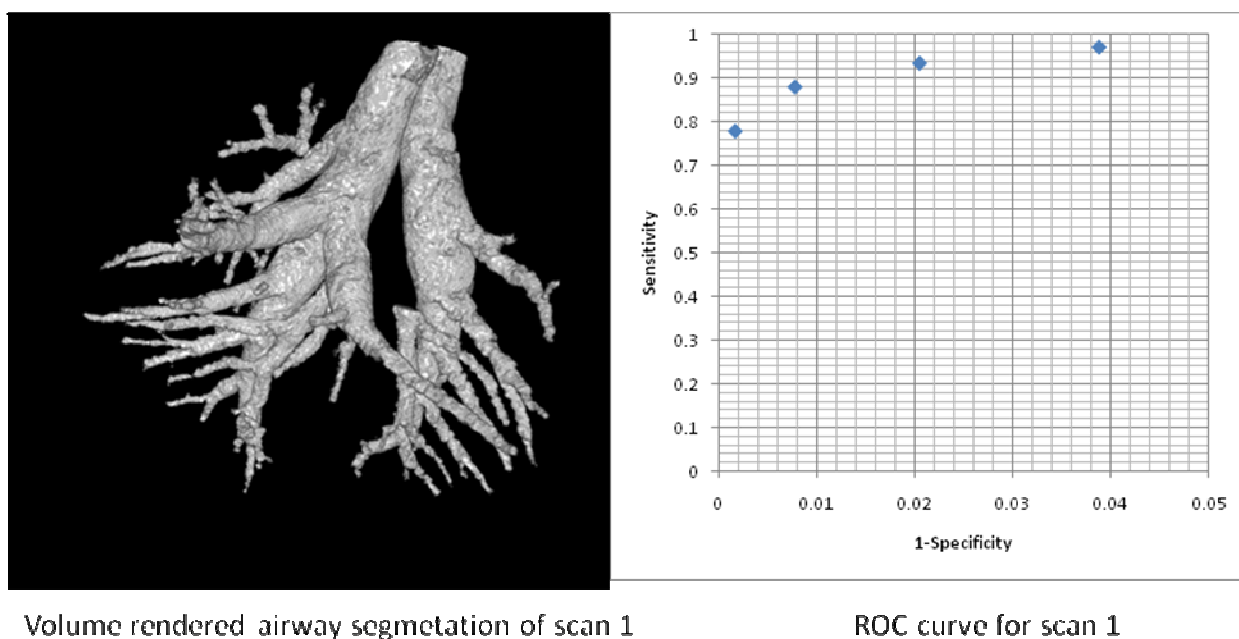 1
0.9
0.8
0.7
0.6
0.5
0.4
0.3
0.2
0.1
0
Sensitivity
0 0.01 0.02 0.03 0.04 0.05
1-Specificity
Volume rendered airway segmetation of scan 1
ROC curve for scan 1